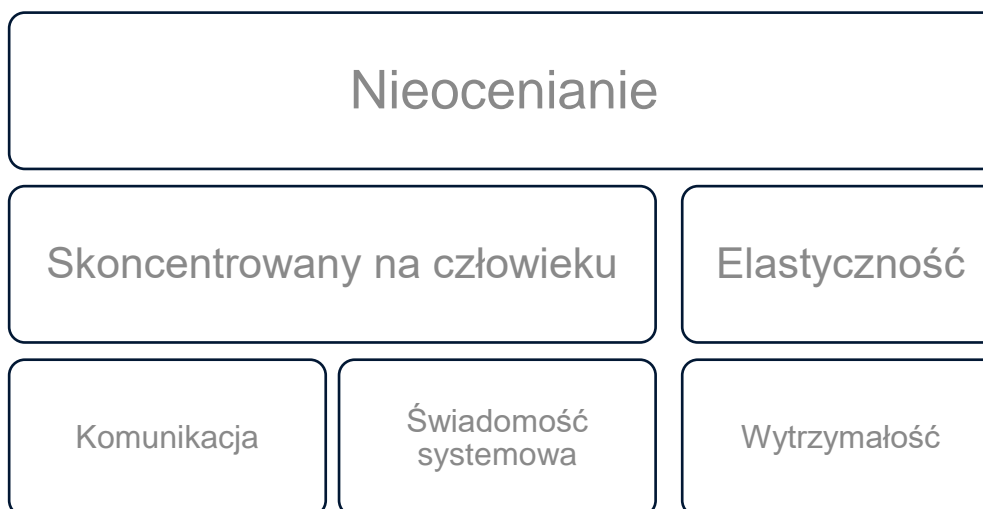 Nieocenianie
Skoncentrowany na człowieku
Elastyczność
Komunikacja
Świadomość
systemowa
Wytrzymałość